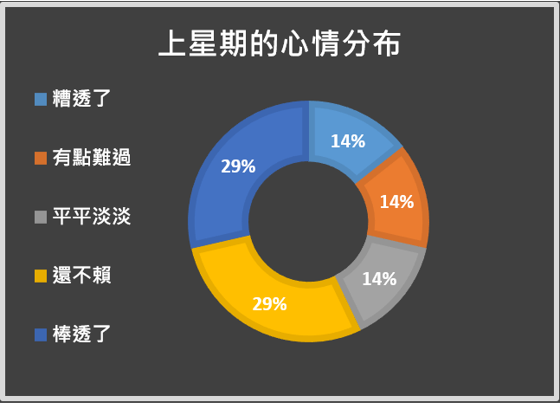 上星期的心情分布
糟透了
有點難過
平平淡淡
還不賴
棒透了
14%
14%
14%
29%
29%